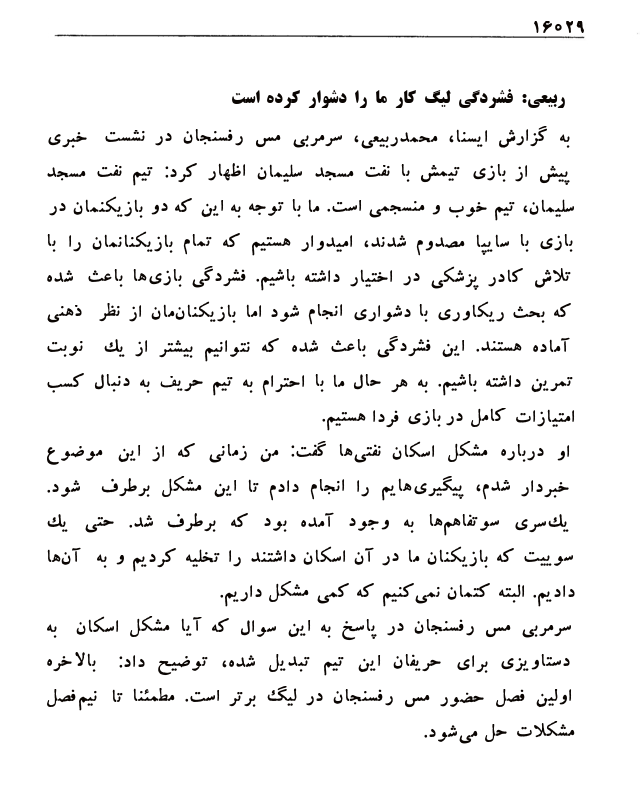 ۱۶۰۲۹
ربیعی: فشردگی لیگ کار ما را دشوار کرده است
به گزارش ایسنا، محمدربیعی، سرمربی مس رفسنجان در نشست خبری
پیش از بازی تیمش با نفت مسجد سلیمان اظهار کرد: تیم نفت مسجد
سلیمان، تیم خوب و منسجمی است. ما با توجه به این که دو بازیکنمان در
بازی با سایپا مصدوم شدند، امیدوار هستیم که تمام بازیکنانمان را با
تلاش کادر پزشکی در اختیار داشته باشیم. فشردگی بازی‌ها باعث شده
که بحث ریکاوری با دشواری انجام شود اما بازیکنان‌مان از نظر ذهنی
آماده هستند. این فشردگی باعث شده که نتوانیم بیشتر از یك نوبت
تمرین داشته باشیم. به هر حال ما با احترام به تیم حریف به دنبال کسب
امتیازات کامل در بازی فردا هستیم.
او درباره مشکل اسکان نفتی‌ها گفت: من زمانی که از این موضوع
خبردار شدم، پیگیری‌هایم را انجام دادم تا این مشکل برطرف شود.
یك‌سری سوتفاهم‌ها به وجود آمده بود که برطرف شد. حتی یك
سوییت که بازیکنان ما در آن اسکان داشتند را تخلیه کردیم و به آن‌ها
دادیم. البته کتمان نمی‌کنیم که کمی مشکل داریم.
سرمربی مس رفسنجان در پاسخ به این سوال که آیا مشکل اسکان به
دستاویزی برای حریفان این تیم تبدیل شده، توضیح داد: بالاخره
اولین فصل حضور مس رفسنجان در لیگ برتر است. مطمئنا تا نیم‌فصل
مشکلات حل می‌شود.